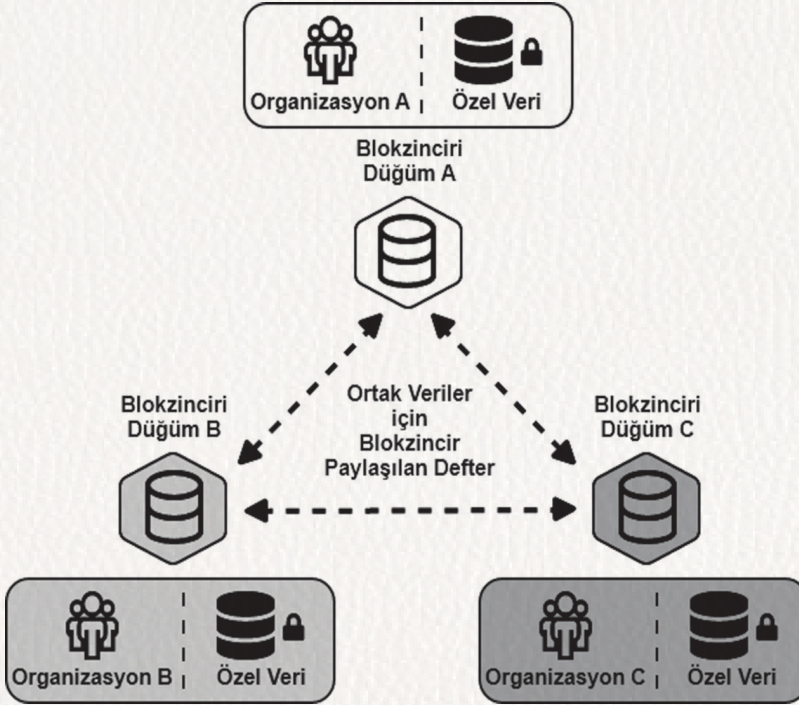 Organizasyon A
Özel Veri
Blokzinciri
Düğüm A
Ortak Veriler
için
Blokzincir
Paylaşılan Defter
Blokzinciri
Düğüm B
Blokzinciri
Düğüm C
Organizasyon B
Özel Veri
Organizasyon C
Özel Veri